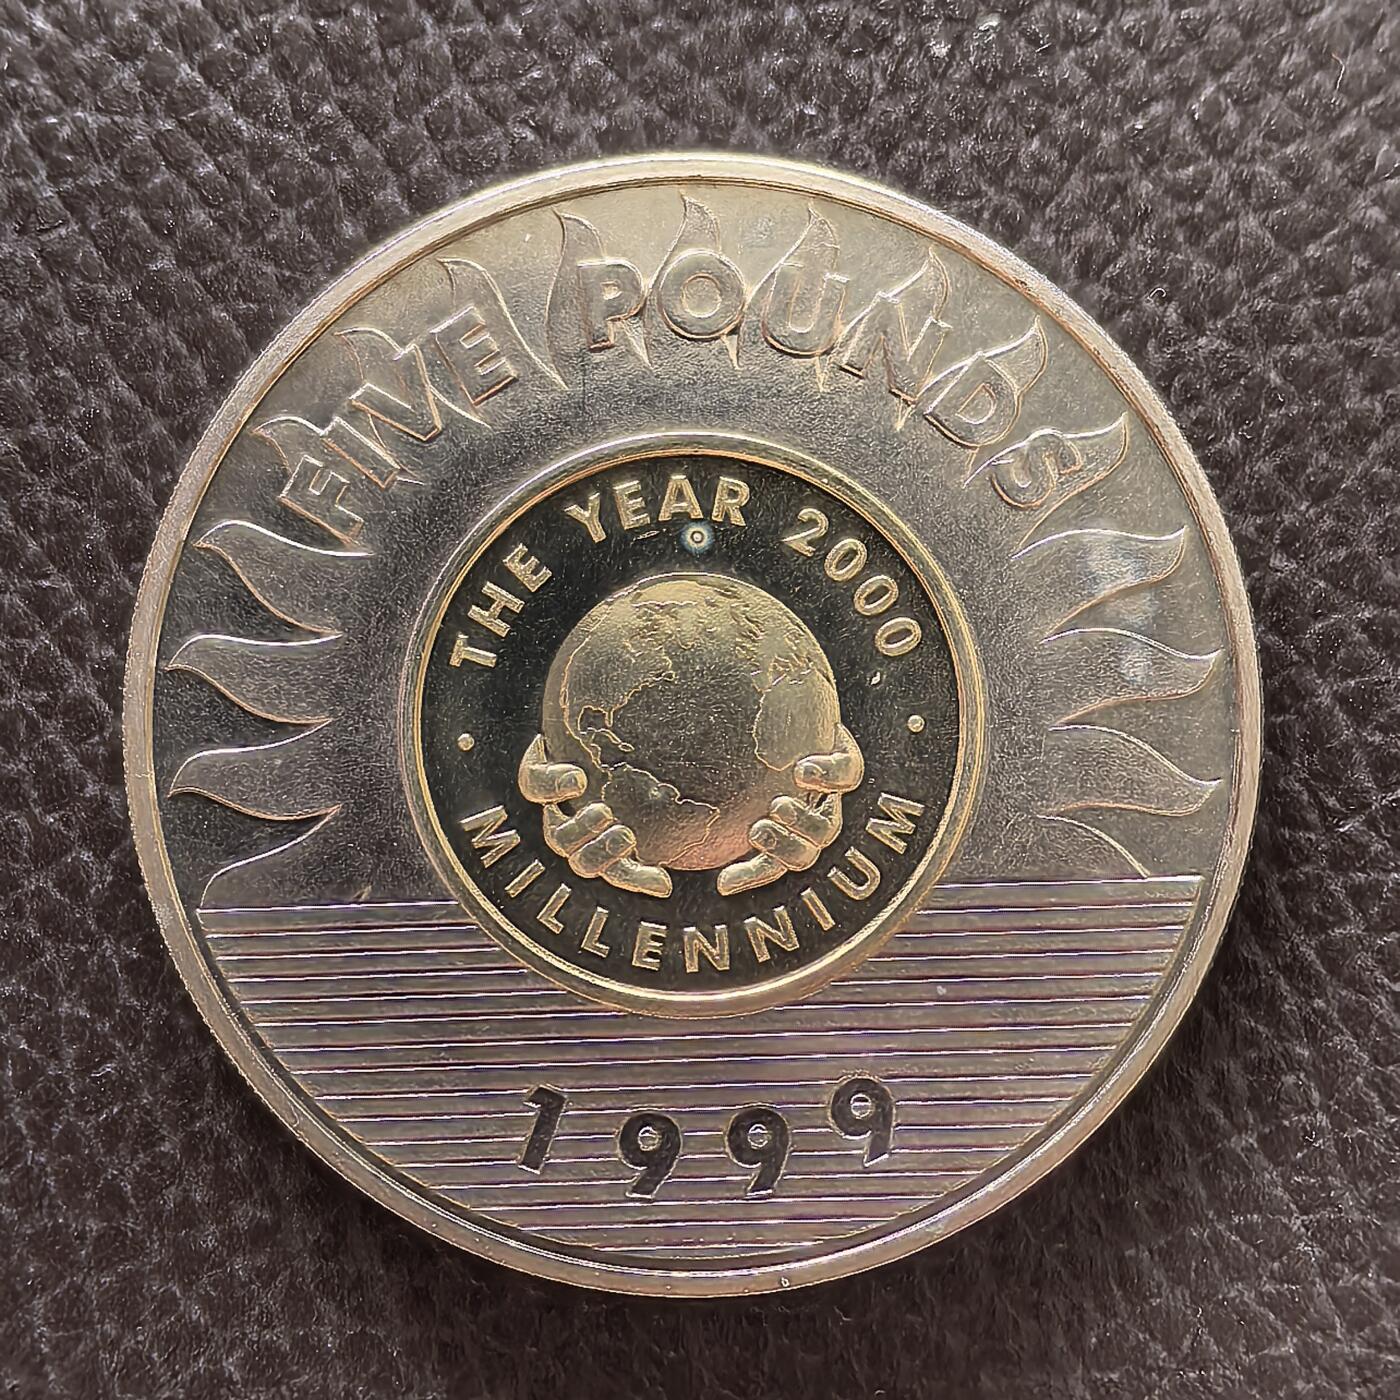 FIVE POUNDS
THE YEAR 2000
• MILLENNIUM •
1999